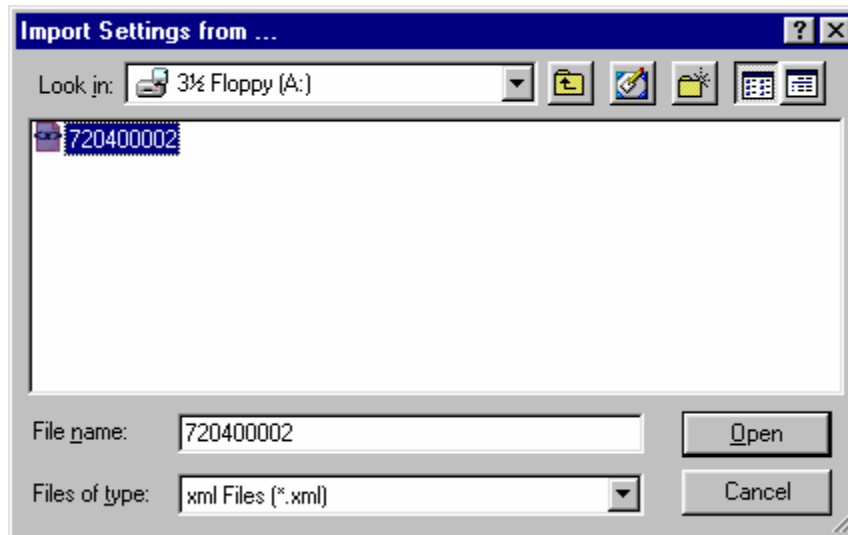 Import Settings from ...
Look in: 3½ Floppy (A:)
720400002
File name: 720400002 Open
Files of type: xml Files (*.xml) Cancel